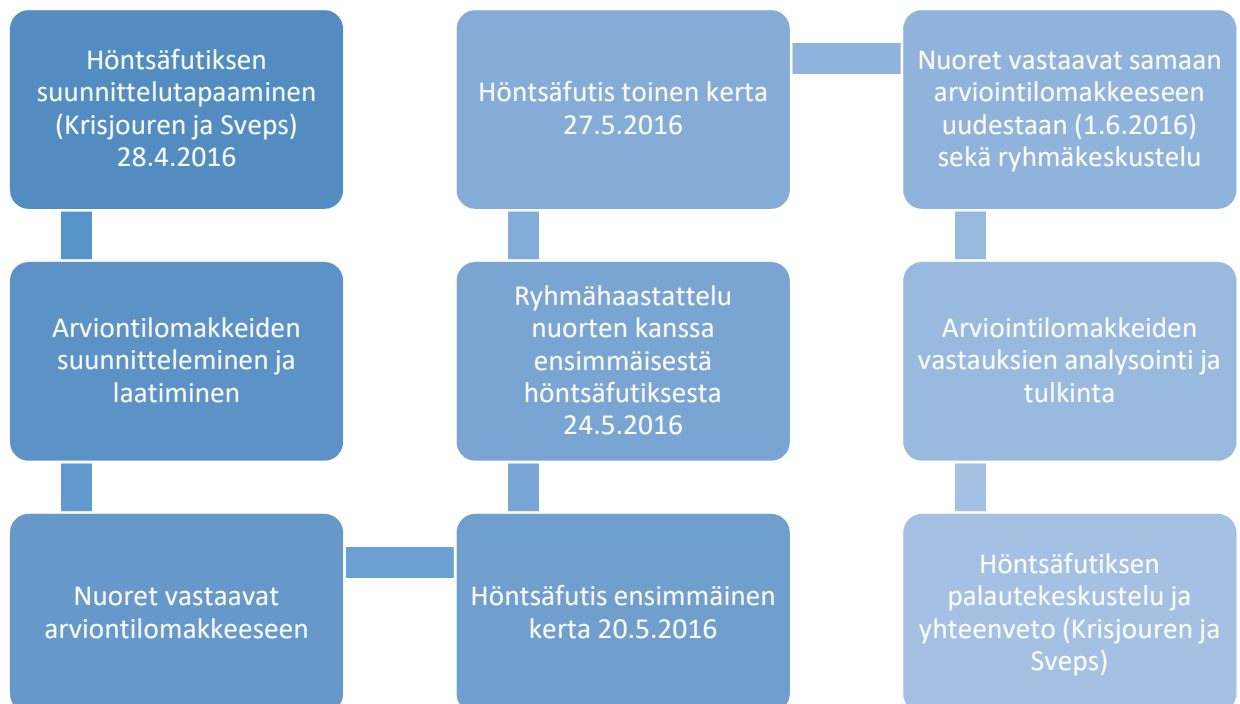 Höntsäfutiksen
suunnittelutapaaminen
(Krisjouren ja Sveps)
28.4.2016
Arviontilomakkeiden
suunnitteleminen ja
laatiminen
Nuoret vastaavat
arviontilomakkeeseen
Höntsäfutis ensimmäinen
kerta 20.5.2016
Ryhmähaastattelu
nuorten kanssa
ensimmäisestä
höntsäfutiksesta
24.5.2016
Höntsäfutis toinen kerta
27.5.2016
Nuoret vastaavat samaan
arviointilomakkeeseen
uudestaan (1.6.2016)
sekä ryhmäkeskustelu
Arviointilomakkeiden
vastauksien analysointi ja
tulkinta
Höntsäfutiksen
palautekeskustelu ja
yhteenveto (Krisjouren ja
Sveps)